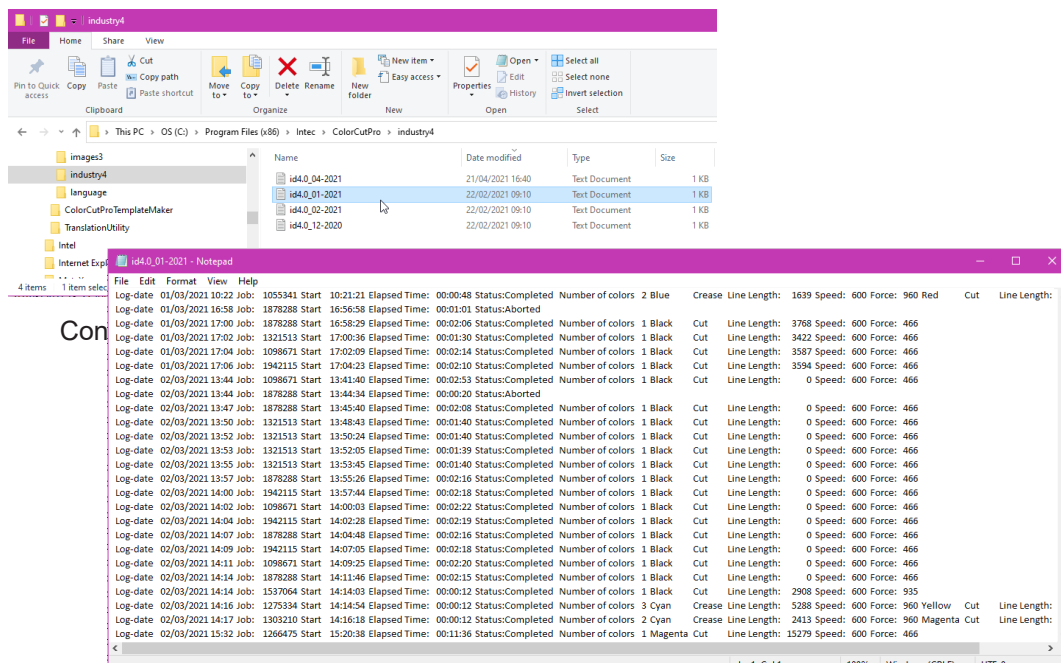 industry4
File Home Share View
Pin to Quick access Copy Paste Cut Copy path Paste shortcut Move to Copy to Delete Rename New folder New item Easy access Properties Open Edit History Select all Select none Invert selection
Clipboard Organize New Open Select
This PC > OS (C:) > Program Files (x86) > Intec > ColorCutPro > industry4
images3
industry4
language
ColorCutProTemplateMaker
TranslationUtility
Intel
Internet
4 items 1 item
Name Date modified Type Size
id4.0_04-2021 21/04/2021 16:40 Text Document 1 KB
id4.0_01-2021 22/02/2021 09:10 Text Document 1 KB
id4.0_02-2021 22/02/2021 09:10 Text Document 1 KB
id4.0_12-2020 22/02/2021 09:10 Text Document 1 KB
Con
id4.0_01-2021 - Notepad
File Edit Format View Help
Log-date 01/03/2021 10:22 Job: 1055341 Start 10:21:21 Elapsed Time: 00:00:48 Status:Completed Number of colors 2 Blue Crease Line Length: 1639 Speed: 600 Force: 960 Red Cut Line Length:
Log-date 01/03/2021 16:58 Job: 1878288 Start 16:56:58 Elapsed Time: 00:01:01 Status:Aborted
Log-date 01/03/2021 17:00 Job: 1878288 Start 16:58:29 Elapsed Time: 00:02:06 Status:Completed Number of colors 1 Black Cut Line Length: 3768 Speed: 600 Force: 466
Log-date 01/03/2021 17:02 Job: 1321513 Start 17:00:36 Elapsed Time: 00:01:30 Status:Completed Number of colors 1 Black Cut Line Length: 3422 Speed: 600 Force: 466
Log-date 01/03/2021 17:04 Job: 1098671 Start 17:02:09 Elapsed Time: 00:02:14 Status:Completed Number of colors 1 Black Cut Line Length: 3587 Speed: 600 Force: 466
Log-date 01/03/2021 17:06 Job: 1942115 Start 17:04:23 Elapsed Time: 00:02:10 Status:Completed Number of colors 1 Black Cut Line Length: 3594 Speed: 600 Force: 466
Log-date 02/03/2021 13:44 Job: 1098671 Start 13:41:40 Elapsed Time: 00:02:53 Status:Completed Number of colors 1 Black Cut Line Length: 0 Speed: 600 Force: 466
Log-date 02/03/2021 13:44 Job: 1878288 Start 13:44:34 Elapsed Time: 00:00:20 Status:Aborted
Log-date 02/03/2021 13:47 Job: 1878288 Start 13:45:40 Elapsed Time: 00:02:08 Status:Completed Number of colors 1 Black Cut Line Length: 0 Speed: 600 Force: 466
Log-date 02/03/2021 13:50 Job: 1321513 Start 13:48:43 Elapsed Time: 00:01:40 Status:Completed Number of colors 1 Black Cut Line Length: 0 Speed: 600 Force: 466
Log-date 02/03/2021 13:52 Job: 1321513 Start 13:50:24 Elapsed Time: 00:01:40 Status:Completed Number of colors 1 Black Cut Line Length: 0 Speed: 600 Force: 466
Log-date 02/03/2021 13:53 Job: 1321513 Start 13:52:05 Elapsed Time: 00:01:39 Status:Completed Number of colors 1 Black Cut Line Length: 0 Speed: 600 Force: 466
Log-date 02/03/2021 13:55 Job: 1321513 Start 13:53:45 Elapsed Time: 00:01:40 Status:Completed Number of colors 1 Black Cut Line Length: 0 Speed: 600 Force: 466
Log-date 02/03/2021 13:57 Job: 1878288 Start 13:55:26 Elapsed Time: 00:02:16 Status:Completed Number of colors 1 Black Cut Line Length: 0 Speed: 600 Force: 466
Log-date 02/03/2021 14:00 Job: 1942115 Start 13:57:44 Elapsed Time: 00:02:18 Status:Completed Number of colors 1 Black Cut Line Length: 0 Speed: 600 Force: 466
Log-date 02/03/2021 14:02 Job: 1098671 Start 14:00:03 Elapsed Time: 00:02:22 Status:Completed Number of colors 1 Black Cut Line Length: 0 Speed: 600 Force: 466
Log-date 02/03/2021 14:04 Job: 1942115 Start 14:02:28 Elapsed Time: 00:02:19 Status:Completed Number of colors 1 Black Cut Line Length: 0 Speed: 600 Force: 466
Log-date 02/03/2021 14:07 Job: 1878288 Start 14:04:48 Elapsed Time: 00:02:16 Status:Completed Number of colors 1 Black Cut Line Length: 0 Speed: 600 Force: 466
Log-date 02/03/2021 14:09 Job: 1942115 Start 14:07:05 Elapsed Time: 00:02:18 Status:Completed Number of colors 1 Black Cut Line Length: 0 Speed: 600 Force: 466
Log-date 02/03/2021 14:11 Job: 1098671 Start 14:09:25 Elapsed Time: 00:02:20 Status:Completed Number of colors 1 Black Cut Line Length: 0 Speed: 600 Force: 466
Log-date 02/03/2021 14:14 Job: 1878288 Start 14:11:46 Elapsed Time: 00:02:15 Status:Completed Number of colors 1 Black Cut Line Length: 0 Speed: 600 Force: 466
Log-date 02/03/2021 14:14 Job: 1537064 Start 14:14:03 Elapsed Time: 00:00:12 Status:Completed Number of colors 1 Black Cut Line Length: 2908 Speed: 600 Force: 935
Log-date 02/03/2021 14:16 Job: 1275334 Start 14:14:54 Elapsed Time: 00:00:12 Status:Completed Number of colors 3 Cyan Crease Line Length: 5288 Speed: 600 Force: 960 Yellow Cut Line Length:
Log-date 02/03/2021 14:17 Job: 1303210 Start 14:16:18 Elapsed Time: 00:00:12 Status:Completed Number of colors 2 Cyan Crease Line Length: 2413 Speed: 600 Force: 960 Magenta Cut Line Length:
Log-date 02/03/2021 15:32 Job: 1266475 Start 15:20:38 Elapsed Time: 00:11:36 Status:Completed Number of colors 1 Magenta Cut Line Length: 15279 Speed: 600 Force: 466